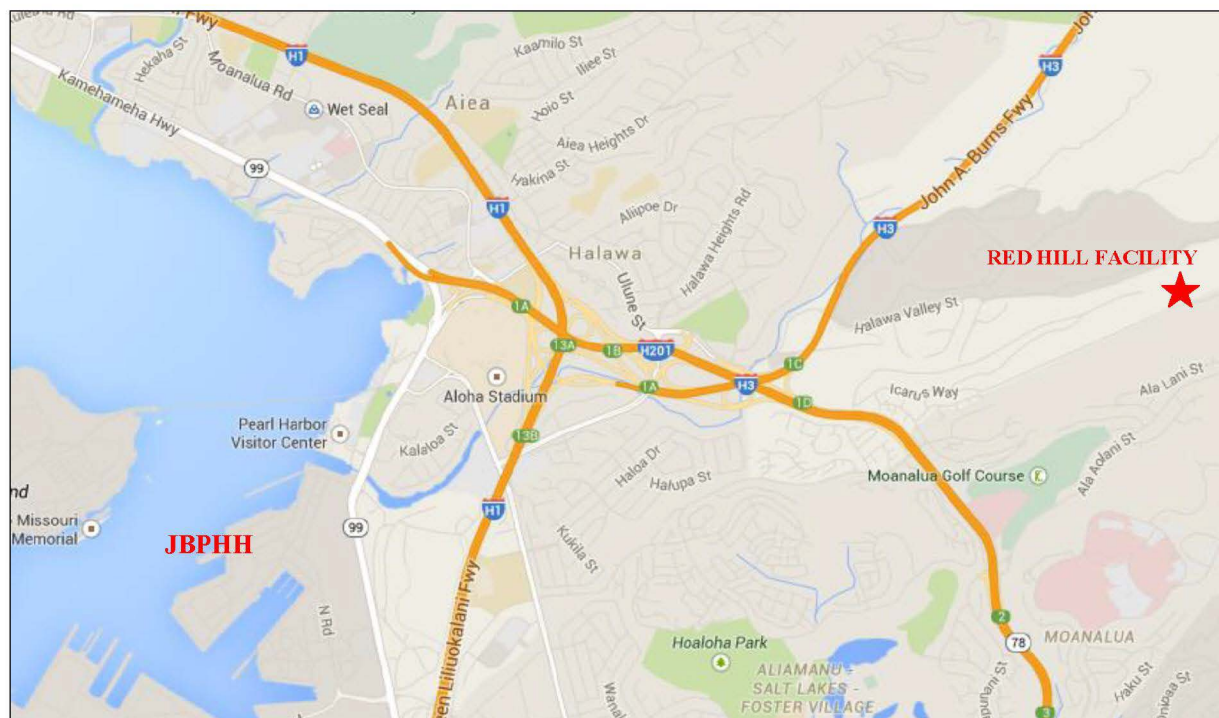 Fwy
H1
Hekaha St
Moanalua Rd
Kamehameha Hwy
Wet Seal
Kaamilo St
Iliee St
Aiea
Hoio St
Aiea Heights Dr
Hakina St
H3
John A. Burns Fwy
99
H1
Aliipoe Dr
Halawa
Halawa Heights Rd
Ulune St
H3
RED HILL FACILITY
Halawa Valley St
1A
13A
1B
H201
1C
1A
H3
1D
Aloha Stadium
Icarus Way
Ala Lani St
Pearl Harbor
Visitor Center
Kalaloa St
13B
Haloa Dr
Halupa St
Moanalua Golf Course
Ala Aolani St
nd
Missouri
Memorial
JBPHH
99
H1
Kukila St
N Rd
en Liliuokalani Fwy
Hoaloha Park
ALIAMANU -
SALT LAKES -
FOSTER VILLAGE
2
78
MOANALUA
Haku St
3